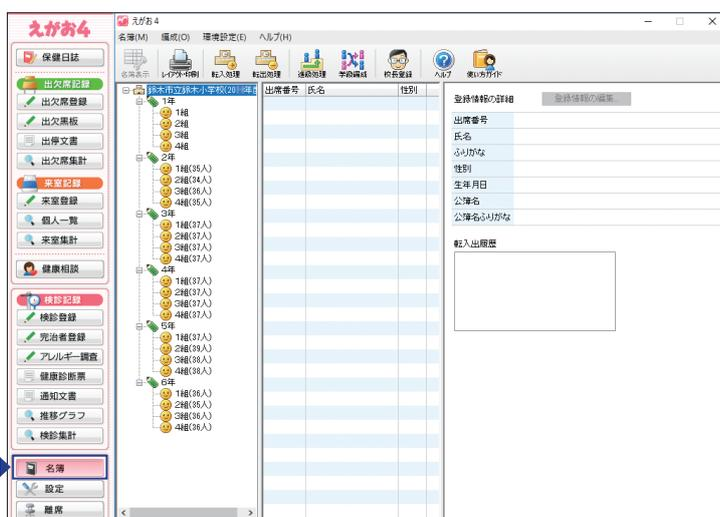 えがお4
保健日誌
出欠席記録
出欠席登録
出欠黒板
出停文書
出欠席集計
来室記録
来室登録
個人一覧
来室集計
健康相談
検診記録
検診登録
完治者登録
アレルギー調査
健康診断票
通知文書
推移グラフ
検診集計
名簿
設定
離席
えがお4
名簿(M) 編成(O) 環境設定(E) ヘルプ(H)
名簿表示 レイアウト印刷 転入処理 転出処理 進級処理 学級編成 校長登録 ヘルプ 使い方ガイド
鈴木市立鈴木小学校(20 年度
1年
1組
2組
3組
4組
2年
1組(35人)
2組(34人)
3組(36人)
4組(35人)
3年
1組(37人)
2組(37人)
3組(37人)
4組(37人)
4年
1組(37人)
2組(37人)
3組(37人)
4組(37人)
5年
1組(37人)
2組(39人)
3組(38人)
4組(38人)
6年
1組(36人)
2組(36人)
3組(36人)
4組(36人)
出席番号 氏名 性別
登録情報の詳細 登録情報の編集...
出席番号
氏名
ふりがな
性別
生年月日
公簿名
公簿名ふりがな
転入出履歴